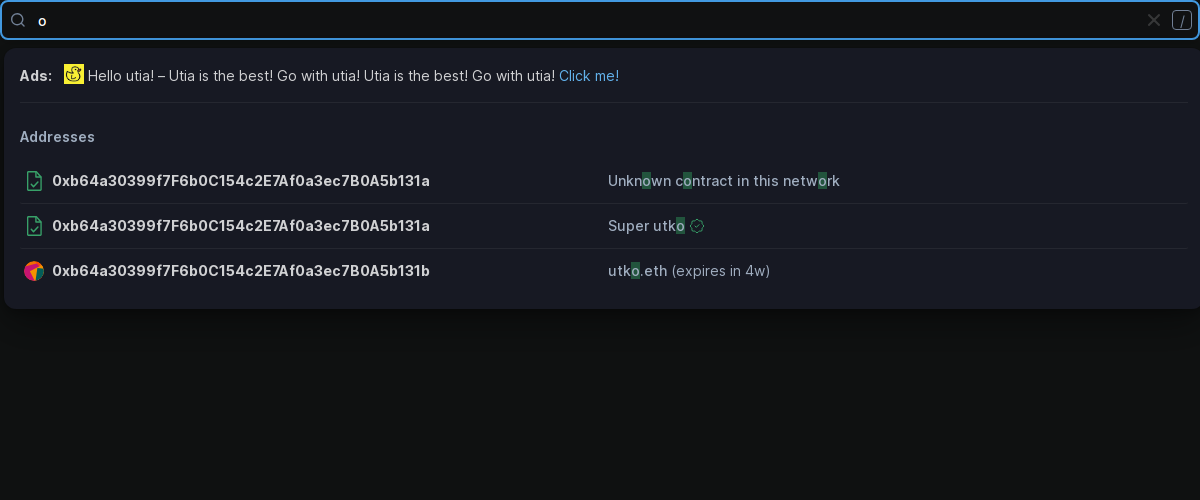 o /
Ads: Hello utia! – Utia is the best! Go with utia! Utia is the best! Go with utia! Click me!
Addresses
0xb64a30399f7F6b0C154c2E7Af0a3ec7B0A5b131a Unknown contract in this network
0xb64a30399f7F6b0C154c2E7Af0a3ec7B0A5b131a Super utko
0xb64a30399f7F6b0C154c2E7Af0a3ec7B0A5b131b utko.eth (expires in 4w)